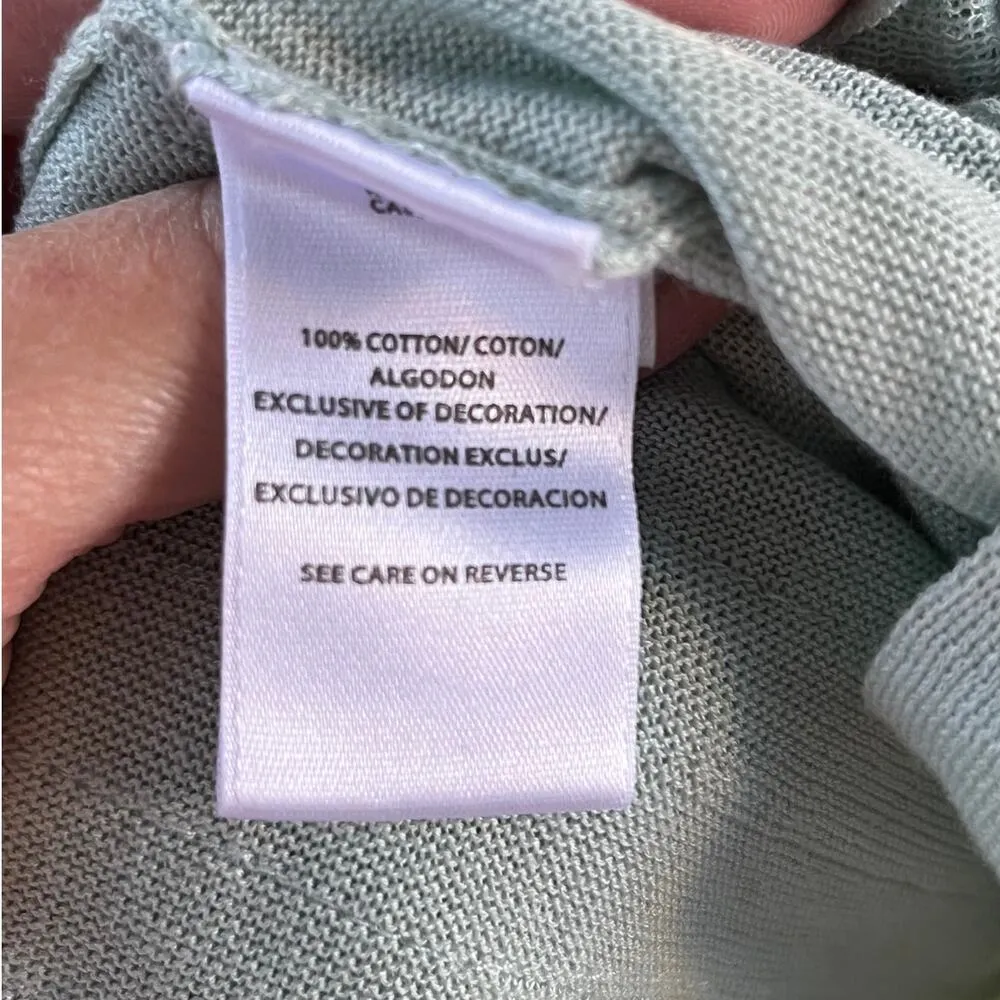 100% COTTON/ COTON/
ALGODON
EXCLUSIVE OF DECORATION/
DECORATION EXCLUS/
EXCLUSIVO DE DECORACION
SEE CARE ON REVERSE